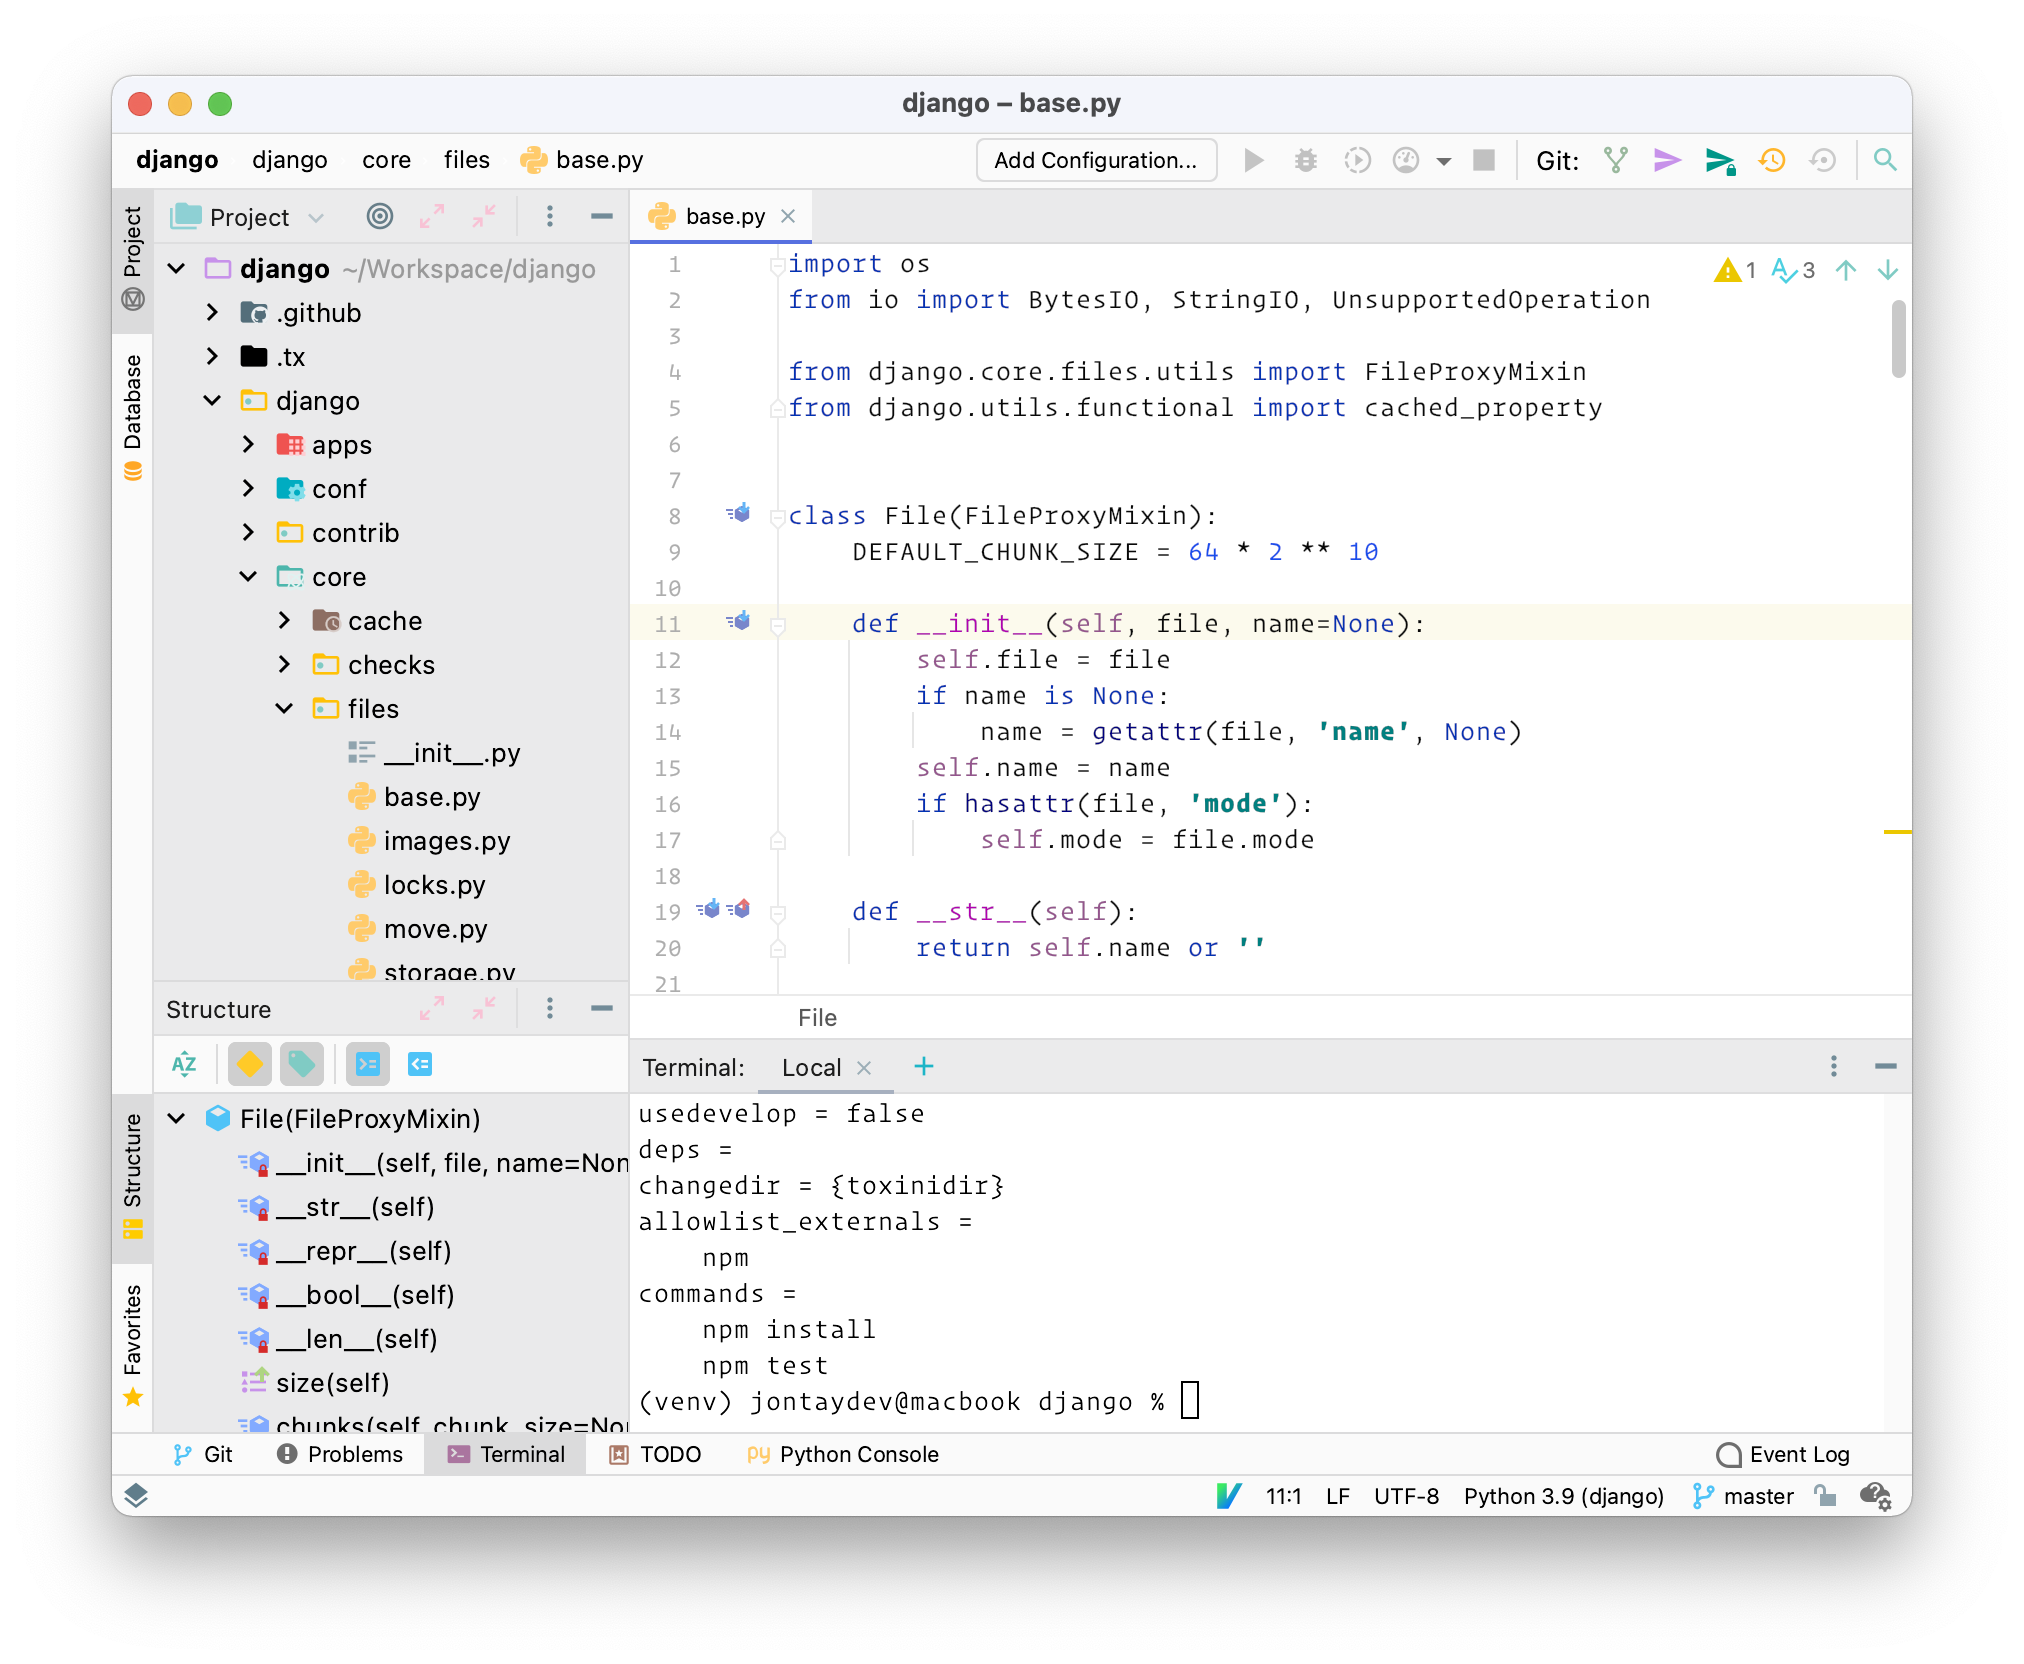 django – base.py
django django core files base.py Add Configuration... Git:
Project
Database
Structure
Favorites
Project
django ~/Workspace/django
.github
.tx
django
apps
conf
contrib
core
cache
checks
files
__init__.py
base.py
images.py
locks.py
move.py
storage.py
Structure
AZ
File(FileProxyMixin)
__init__(self, file, name=Non
__str__(self)
__repr__(self)
__bool__(self)
__len__(self)
size(self)
chunks(self, chunk_size=No
base.py
1 3
1 import os
2 from io import BytesIO, StringIO, UnsupportedOperation
3
4 from django.core.files.utils import FileProxyMixin
5 from django.utils.functional import cached_property
6
7
8 class File(FileProxyMixin):
9 DEFAULT_CHUNK_SIZE = 64 * 2 ** 10
10
11 def __init__(self, file, name=None):
12 self.file = file
13 if name is None:
14 name = getattr(file, 'name', None)
15 self.name = name
16 if hasattr(file, 'mode'):
17 self.mode = file.mode
18
19 def __str__(self):
20 return self.name or ''
21
File
Terminal: Local
usedevelop = false
deps =
changedir = {toxinidir}
allowlist_externals =
npm
commands =
npm install
npm test
(venv) jontaydev@macbook django %
Git Problems Terminal TODO py Python Console Event Log
11:1 LF UTF-8 Python 3.9 (django) master